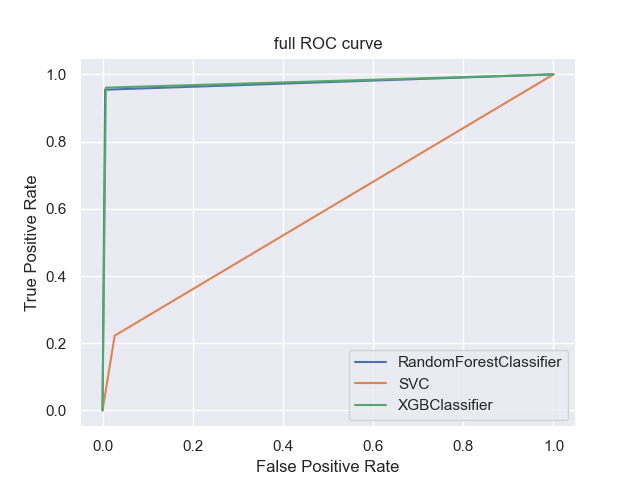 full ROC curve
True Positive Rate
1.0
0.8
0.6
0.4
0.2
0.0
RandomForestClassifier
SVC
XGBClassifier
0.0 0.2 0.4 0.6 0.8 1.0
False Positive Rate